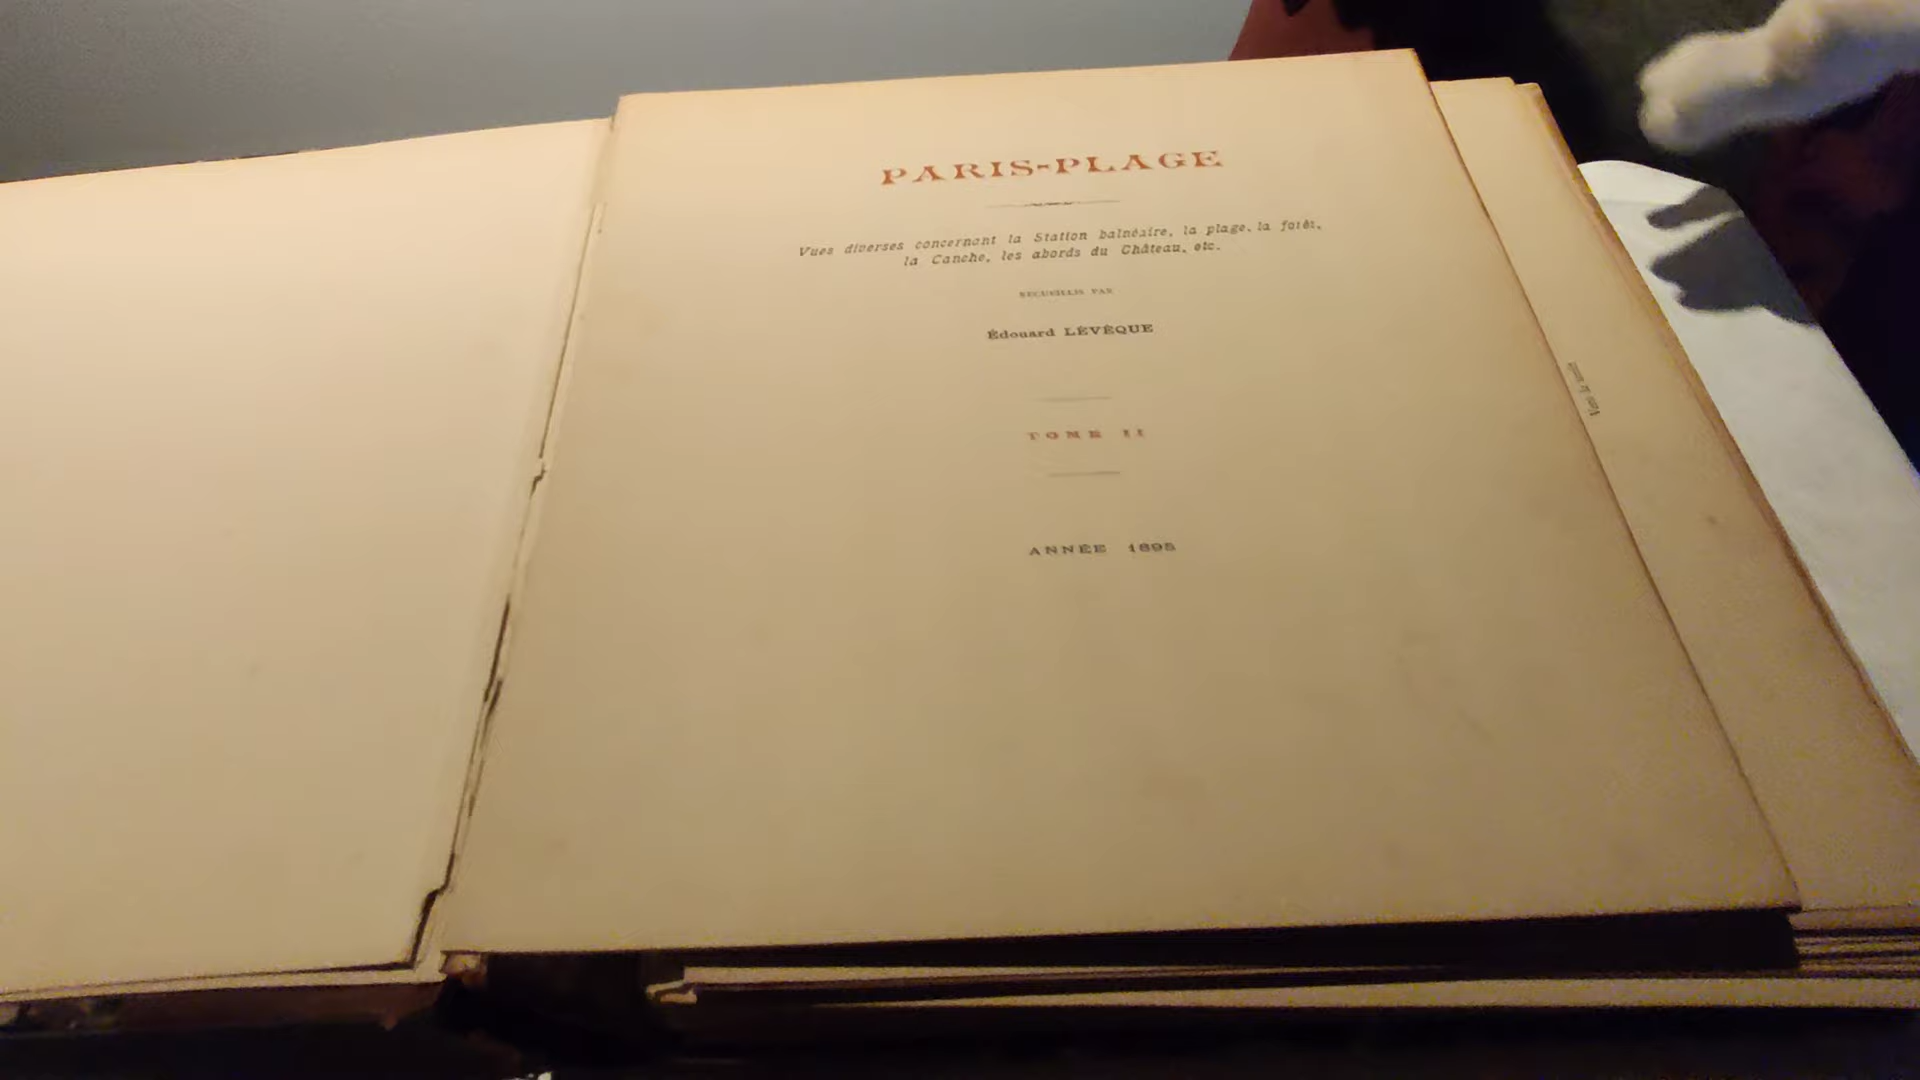 PARIS-PLAGE
Vues diverses concernant la Station balnéaire, la plage, la forêt,
la Canche, les abords du Château, etc.
RECUEILLIS PAR
Édouard LÉVÊQUE
TOME II
ANNÉE 1895